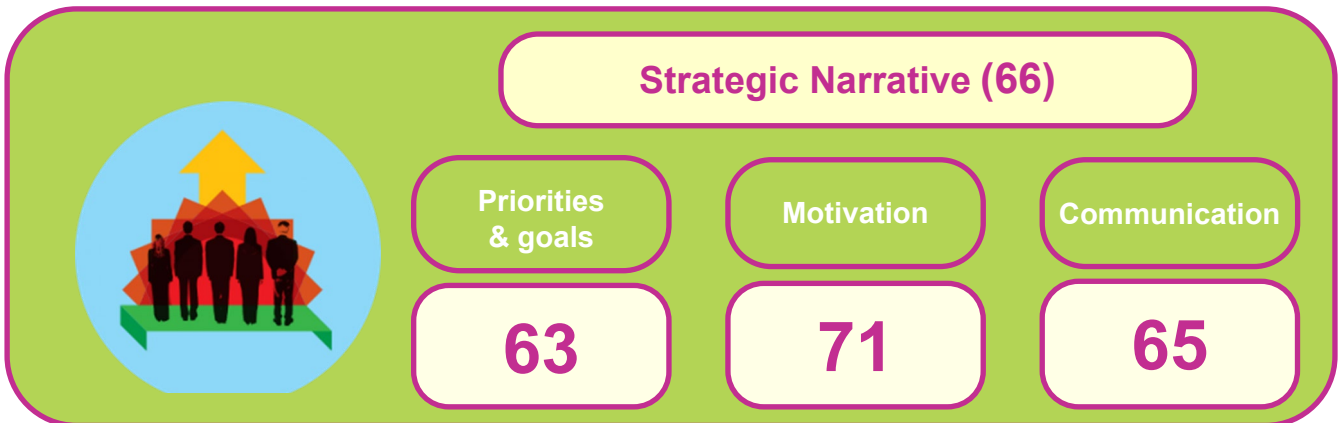 Strategic Narrative (66)
Priorities
& goals
Motivation
Communication
63
71
65